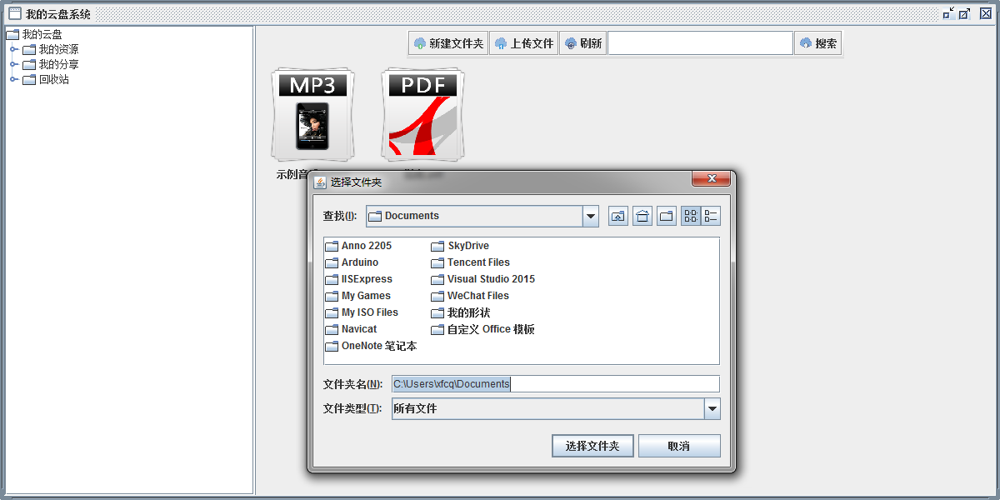 我的云盘系统
我的云盘
我的资源
我的分享
回收站
新建文件夹
上传文件
刷新
搜索
MP3
PDF
示例音
选择文件夹
查找(I):
Documents
Anno 2205
Arduino
IISExpress
My Games
My ISO Files
Navicat
OneNote 笔记本
SkyDrive
Tencent Files
Visual Studio 2015
WeChat Files
我的形状
自定义 Office 模板
文件夹名(N):
C:\Users\xfcq\Documents
文件类型(T):
所有文件
选择文件夹
取消